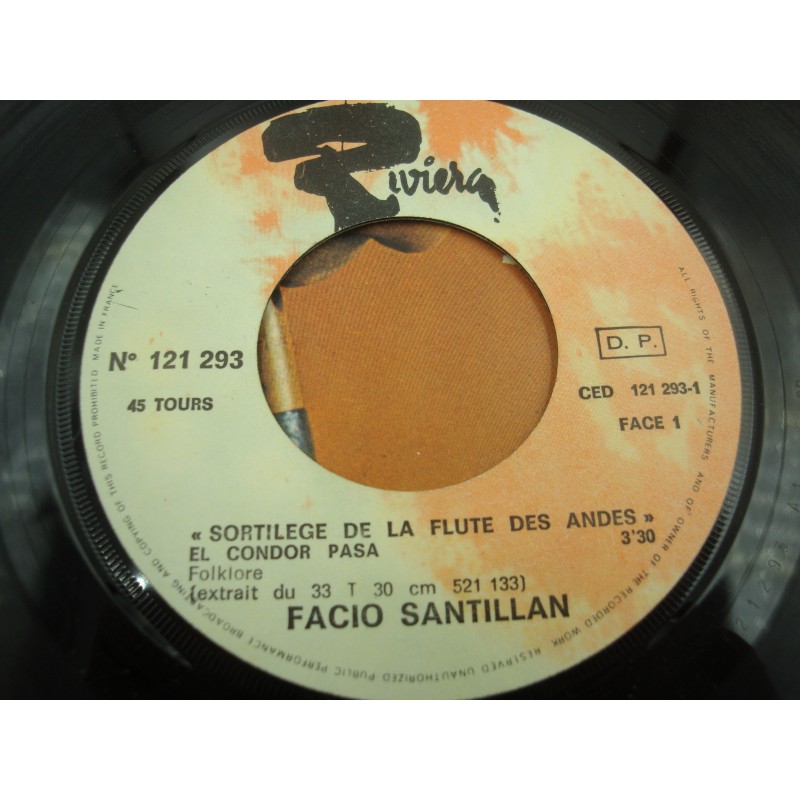 Riviera
Nº 121 293
45 TOURS
D. P.
CED 121 293-1
FACE 1
« SORTILEGE DE LA FLUTE DES ANDES »
EL CONDOR PASA 3'30
Folklore
(extrait du 33 T 30 cm 521 133)
FACIO SANTILLAN
ALL RIGHTS OF THE MANUFACTURERS AND OF OWNER OF THE RECORDED WORK RESERVED UNAUTHORIZED PUBLIC PERFORMANCE BROADCASTING AND COPYING OF THIS RECORD PROHIBITED MADE IN FRANCE